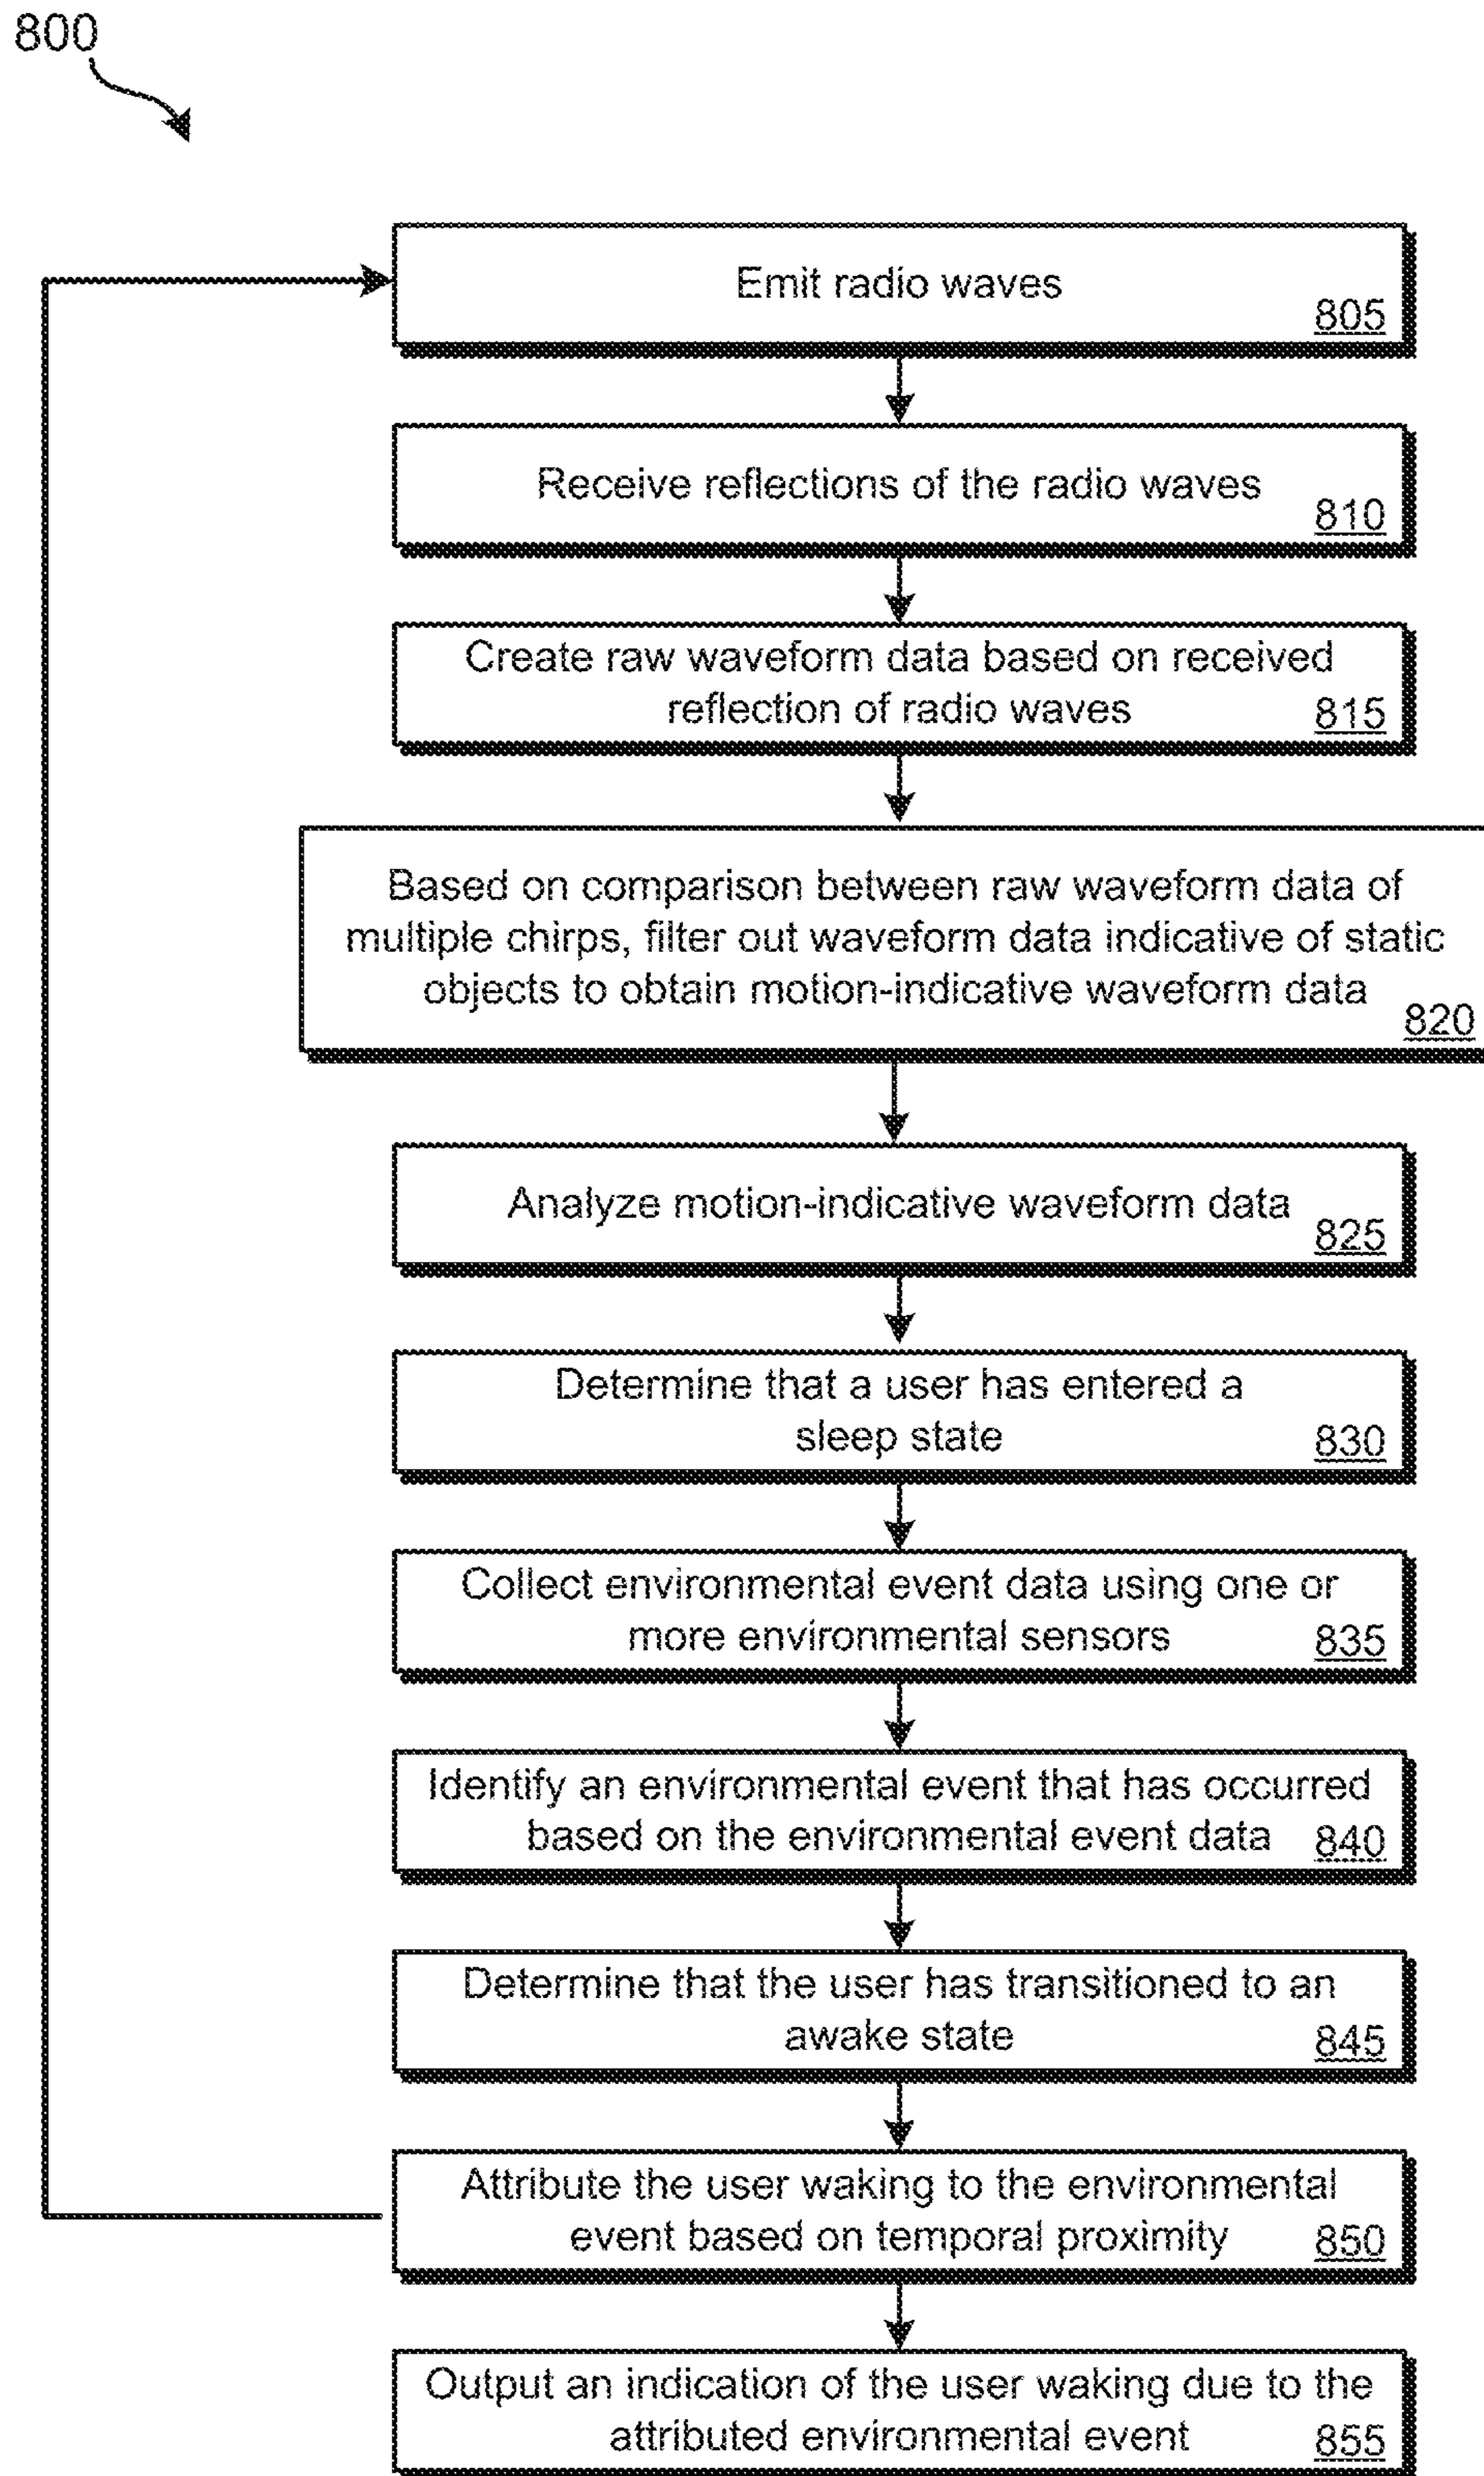 800
Emit radio waves
805
Receive reflections of the radio waves
810
Create raw waveform data based on received
reflection of radio waves
815
Based on comparison between raw waveform data of
multiple chirps, filter out waveform data indicative of static
objects to obtain motion-indicative waveform data
820
Analyze motion-indicative waveform data
825
Determine that a user has entered a
sleep state
830
Collect environmental event data using one or
more environmental sensors
835
Identify an environmental event that has occurred
based on the environmental event data
840
Determine that the user has transitioned to an
awake state
845
Attribute the user waking to the environmental
event based on temporal proximity
850
Output an indication of the user waking due to the
attributed environmental event
855